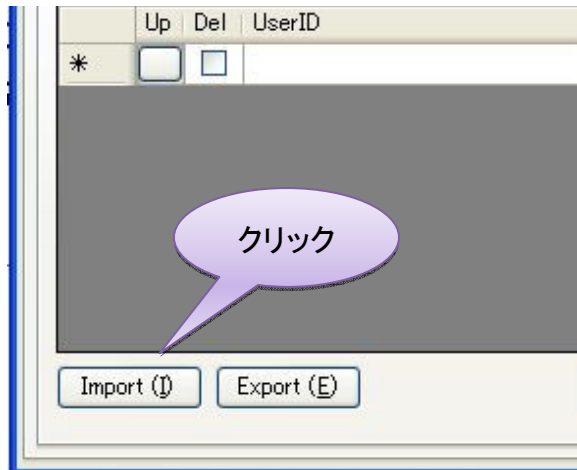 Up Del UserID
*
クリック
Import (I) Export (E)